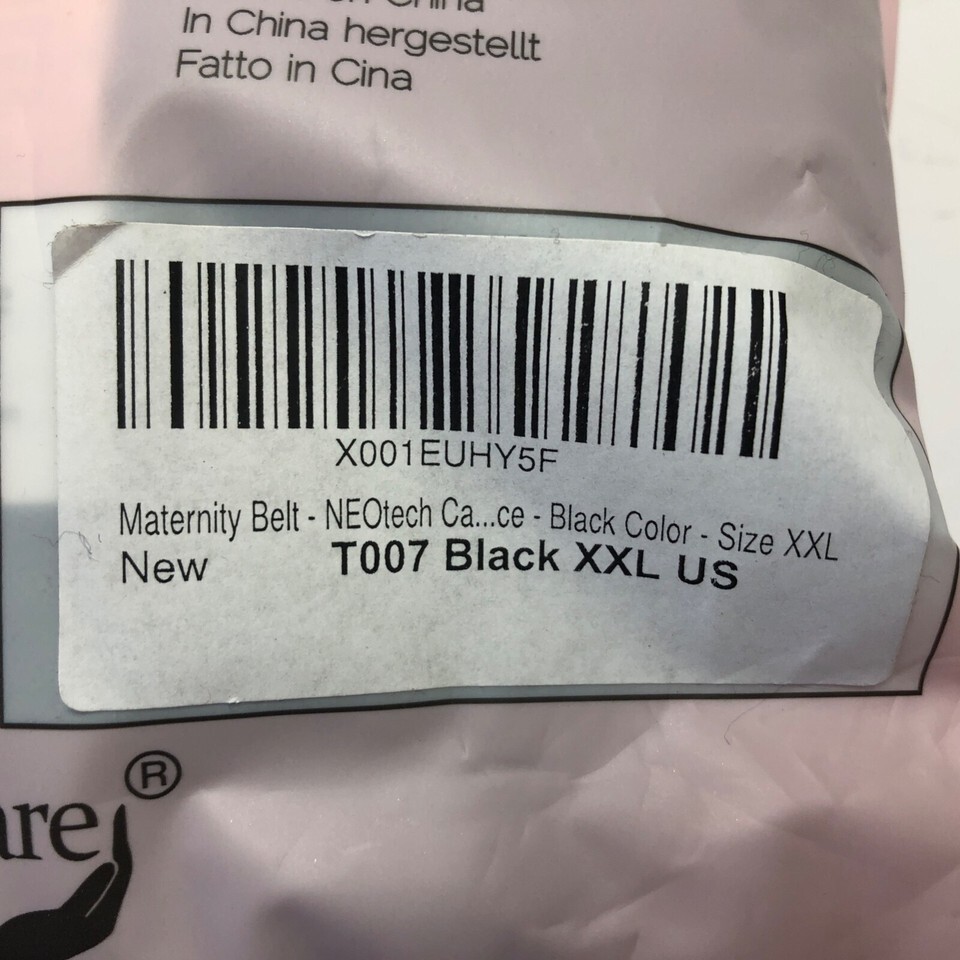 China
In China hergestellt
Fatto in Cina
X001EUHY5F
Maternity Belt - NEOtech Ca...ce - Black Color - Size XXL
New T007 Black XXL US
®